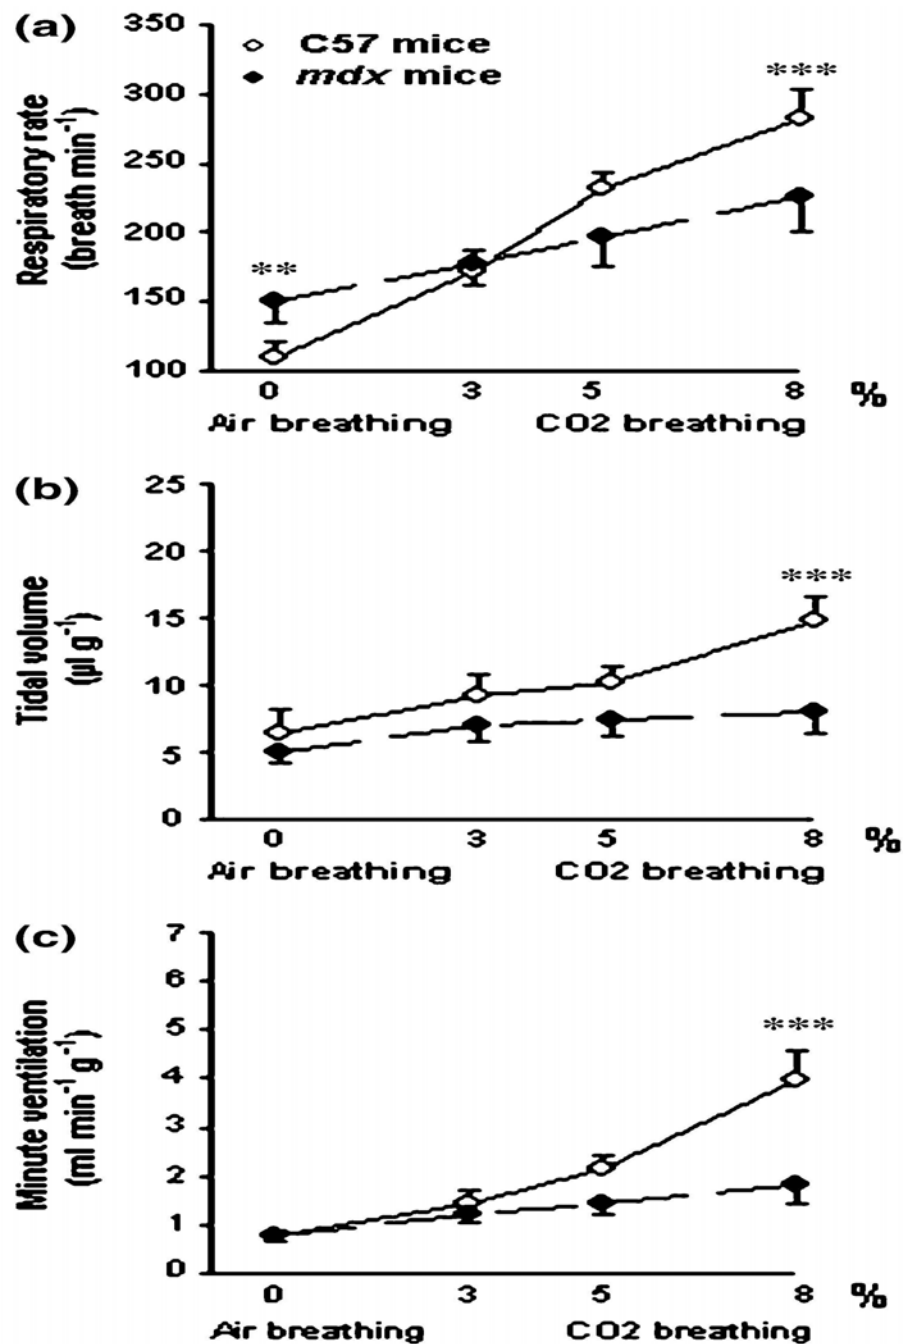 (a)
350
300
250
200
150
100
Respiratory rate
(breath min⁻¹)
C57 mice
mdx mice
**
***
0 3 5 8 %
Air breathing CO2 breathing
(b)
25
20
15
10
5
0
Tidal volume
(µl g⁻¹)
***
0 3 5 8 %
Air breathing CO2 breathing
(c)
7
6
5
4
3
2
1
0
Minute ventilation
(ml min⁻¹ g⁻¹)
***
0 3 5 8 %
Air breathing CO2 breathing